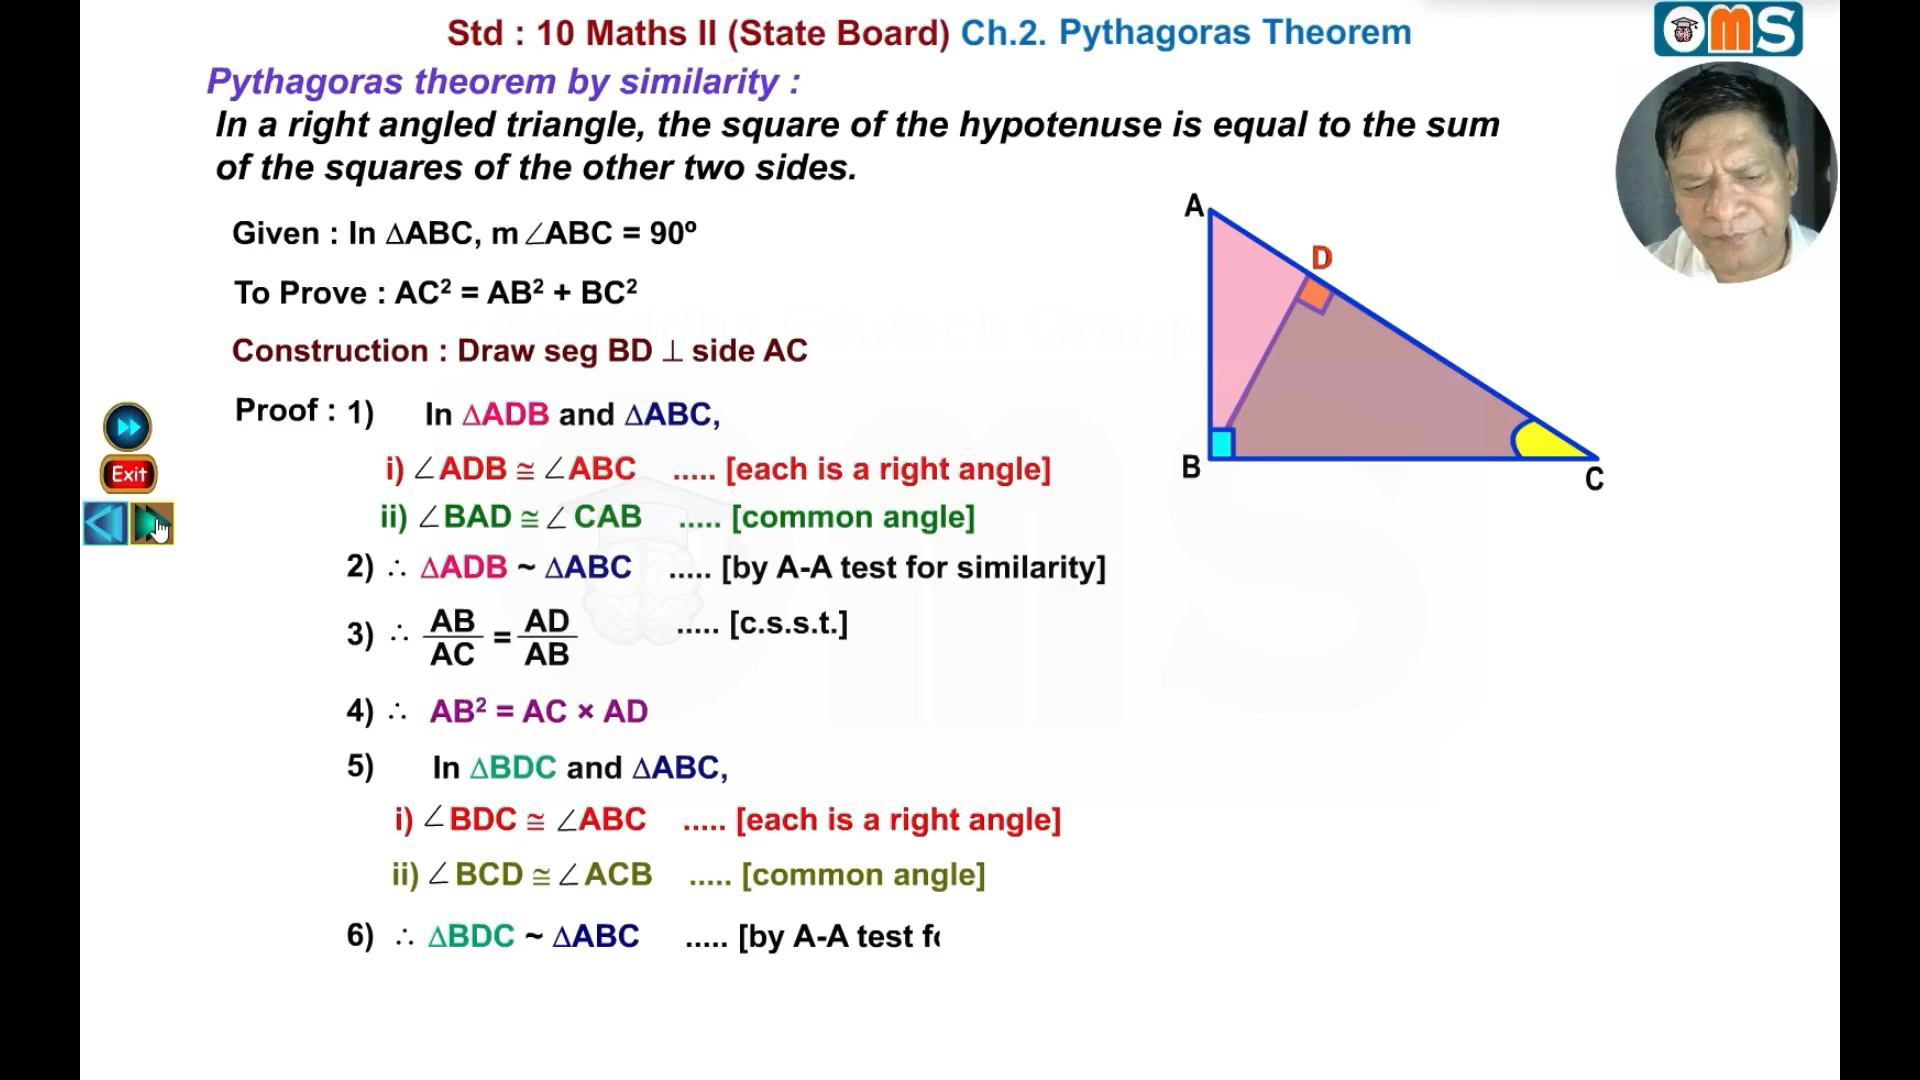 Std : 10 Maths II (State Board) Ch.2. Pythagoras Theorem
OMS
Pythagoras theorem by similarity :
In a right angled triangle, the square of the hypotenuse is equal to the sum
of the squares of the other two sides.
Given : In ΔABC, m∠ABC = 90º
To Prove : AC² = AB² + BC²
Construction : Draw seg BD ⊥ side AC
Proof : 1) In ΔADB and ΔABC,
i) ∠ADB ≅ ∠ABC ..... [each is a right angle]
ii) ∠BAD ≅ ∠CAB ..... [common angle]
2) ∴ ΔADB ~ ΔABC ..... [by A-A test for similarity]
3) ∴ AB/AC = AD/AB ..... [c.s.s.t.]
4) ∴ AB² = AC × AD
5) In ΔBDC and ΔABC,
i) ∠BDC ≅ ∠ABC ..... [each is a right angle]
ii) ∠BCD ≅ ∠ACB ..... [common angle]
6) ∴ ΔBDC ~ ΔABC ..... [by A-A test fo
A
D
B
C
Exit